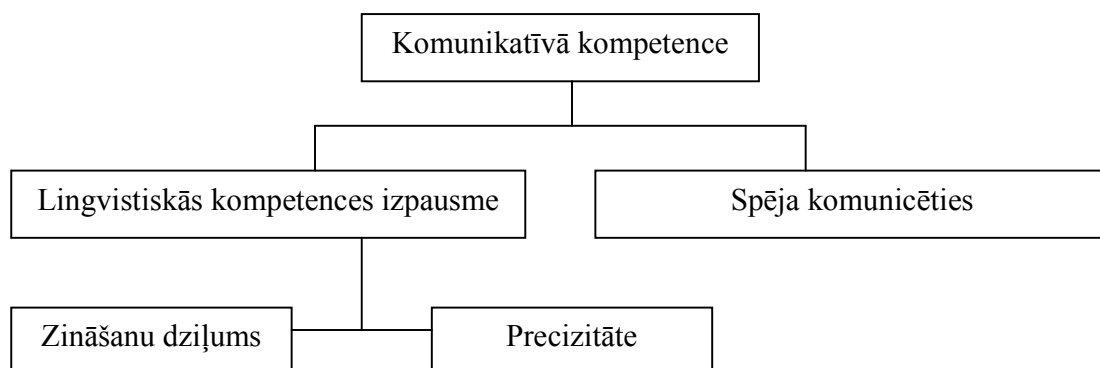 Komunikatīvā kompetence
Lingvistiskās kompetences izpausme
Spēja komunicēties
Zināšanu dziļums
Precizitāte